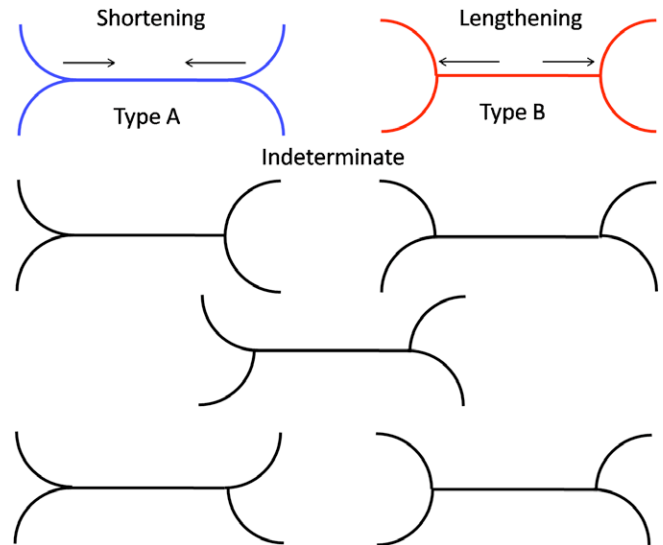 Shortening
Lengthening
Type A
Type B
Indeterminate